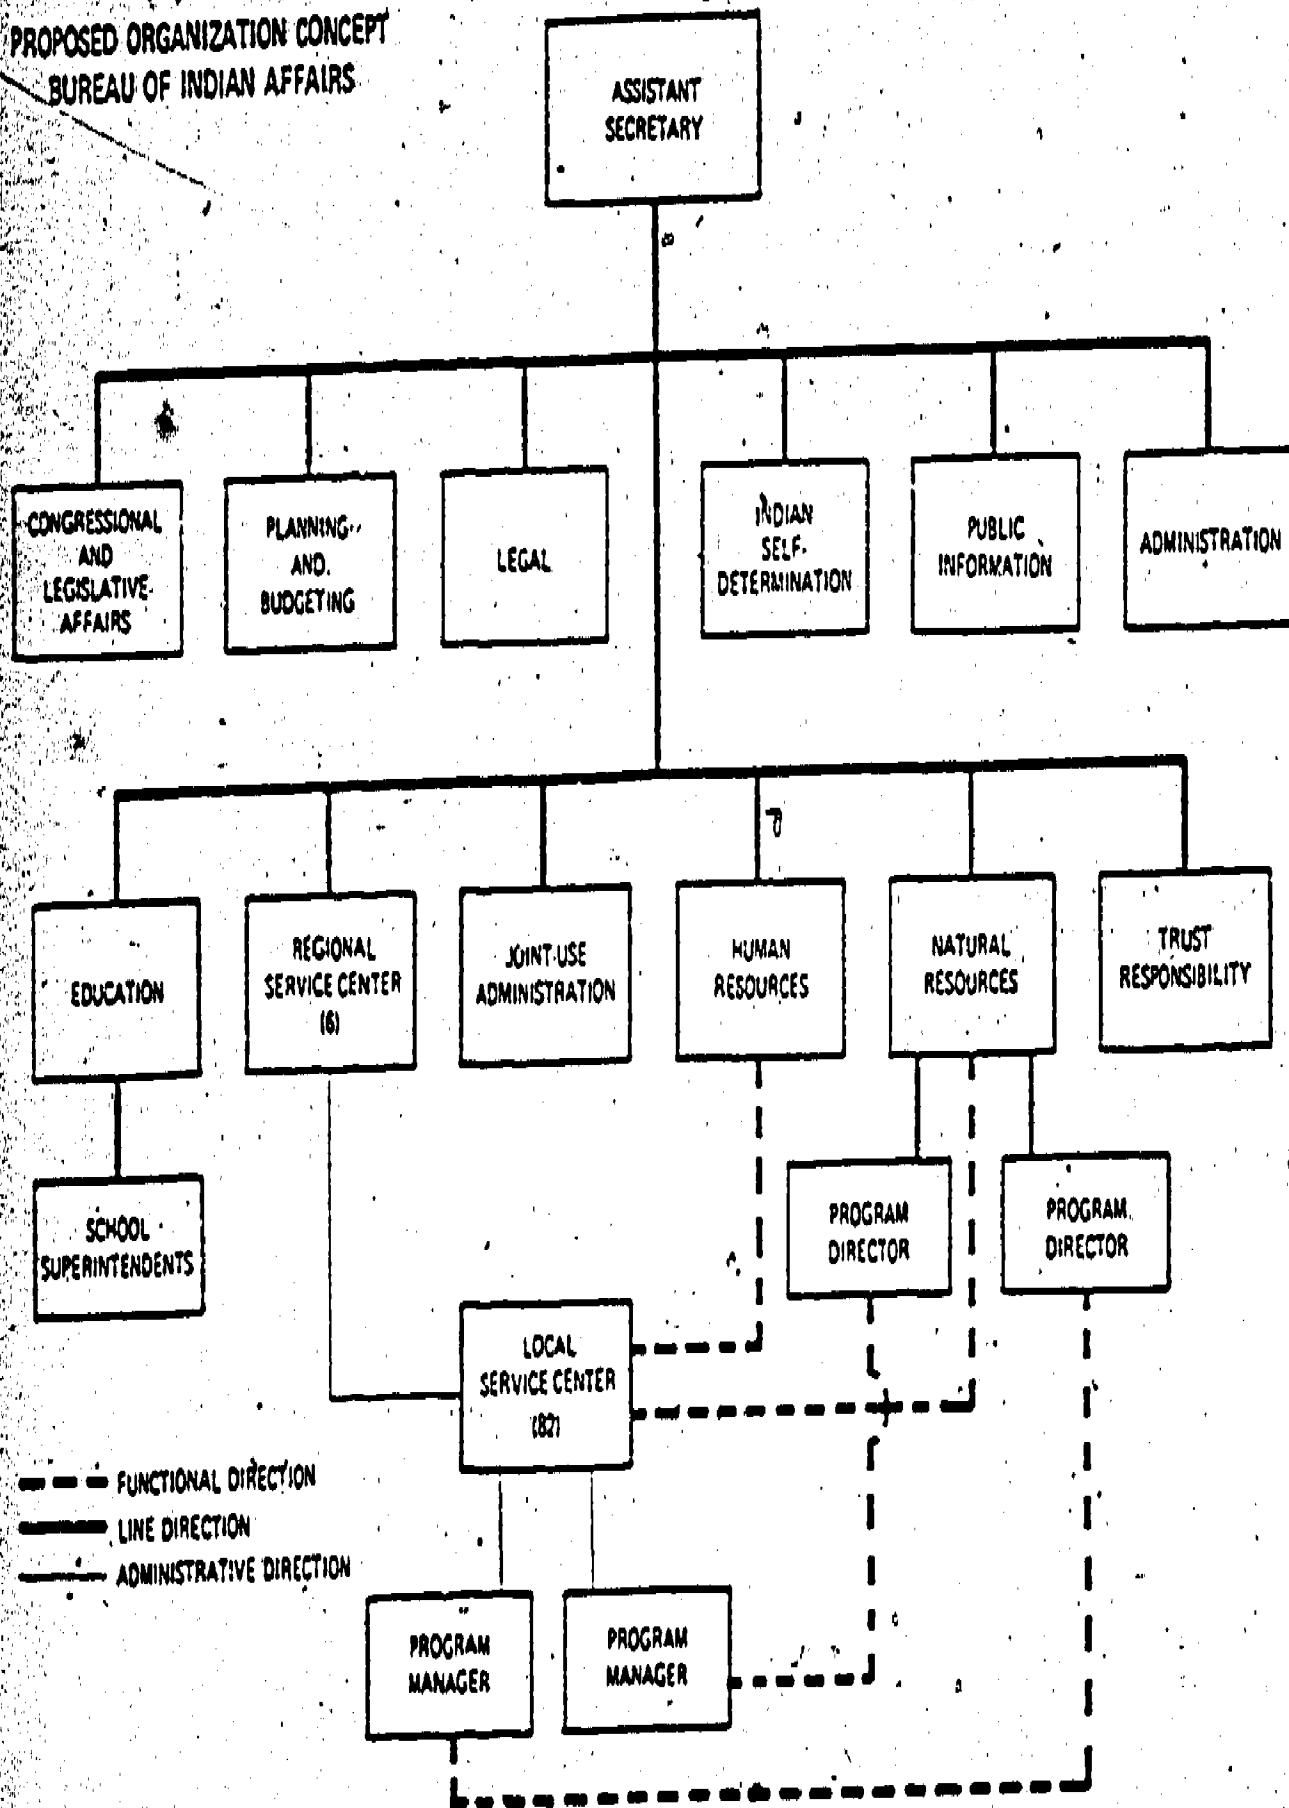 PROPOSED ORGANIZATION CONCEPT
BUREAU OF INDIAN AFFAIRS
ASSISTANT
SECRETARY
CONGRESSIONAL
AND
LEGISLATIVE
AFFAIRS
PLANNING
AND
BUDGETING
LEGAL
INDIAN
SELF-
DETERMINATION
PUBLIC
INFORMATION
ADMINISTRATION
EDUCATION
REGIONAL
SERVICE CENTER
(6)
JOINT-USE
ADMINISTRATION
HUMAN
RESOURCES
NATURAL
RESOURCES
TRUST
RESPONSIBILITY
SCHOOL
SUPERINTENDENTS
PROGRAM
DIRECTOR
PROGRAM
DIRECTOR
LOCAL
SERVICE CENTER
(82)
FUNCTIONAL DIRECTION
LINE DIRECTION
ADMINISTRATIVE DIRECTION
PROGRAM
MANAGER
PROGRAM
MANAGER